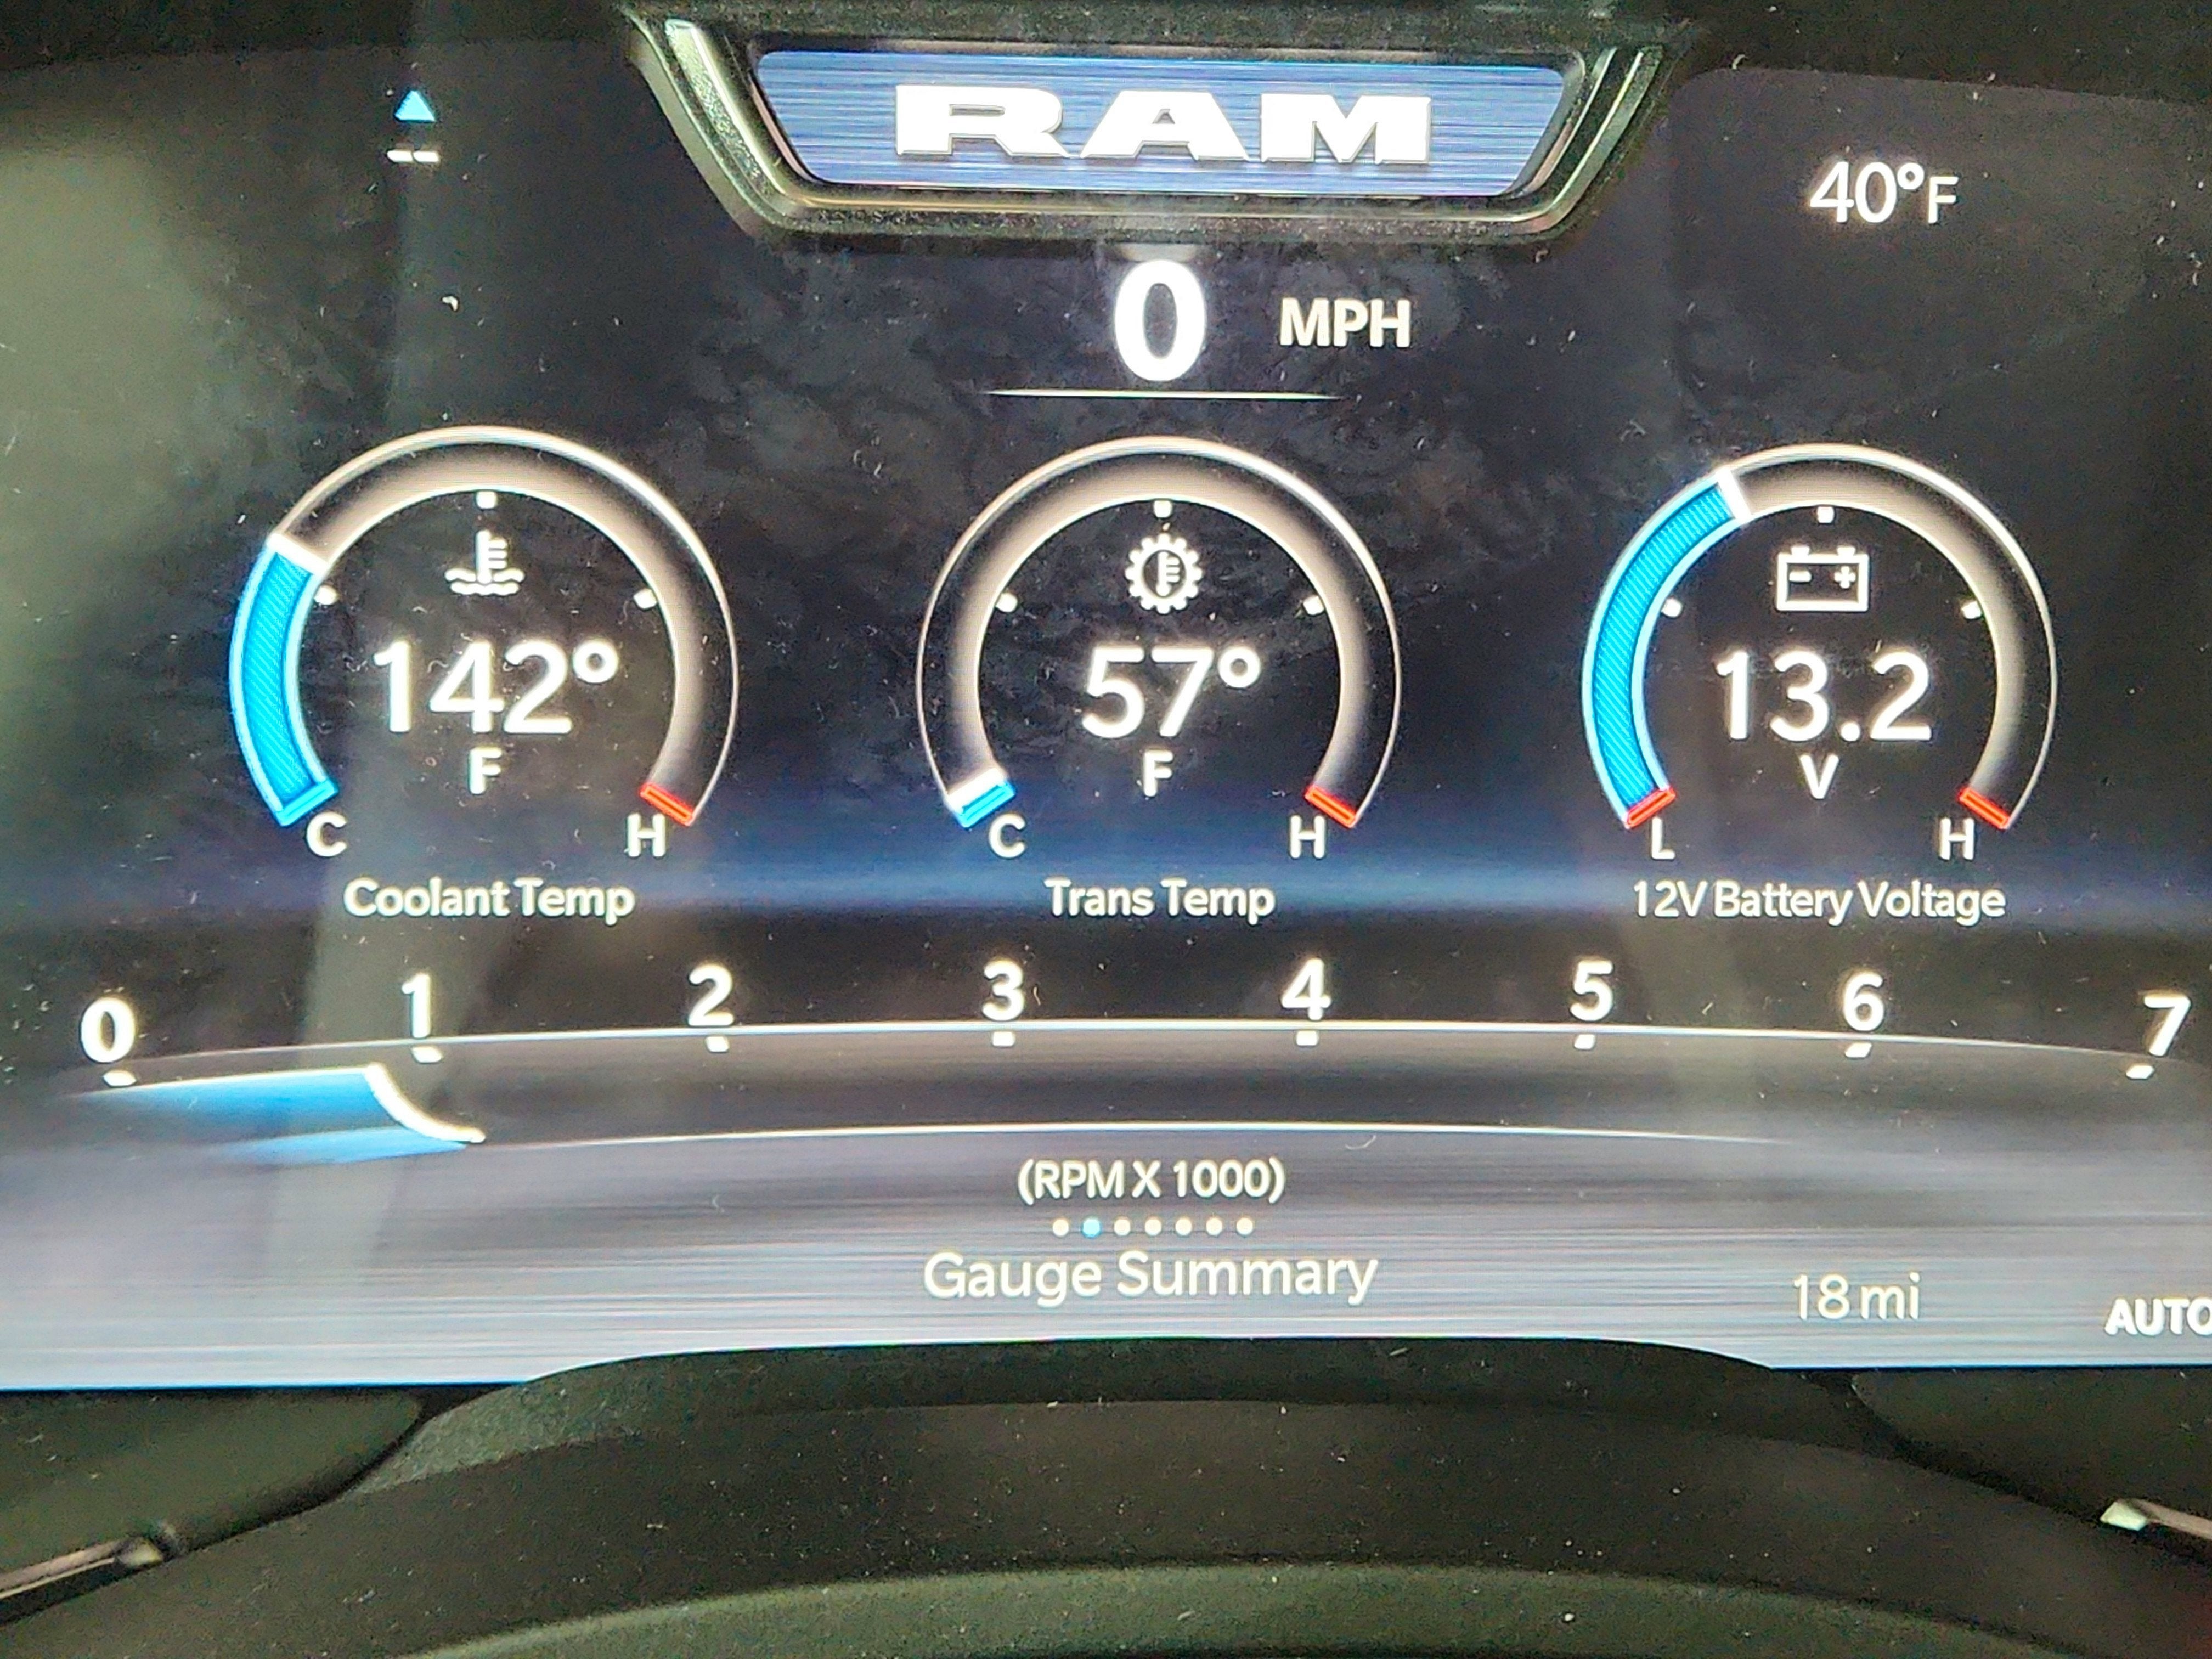 RAM
--
40°F
0 MPH
142°
F
C H
Coolant Temp
57°
F
C H
Trans Temp
- +
13.2
V
L H
12V Battery Voltage
0 1 2 3 4 5 6 7
(RPM X 1000)
Gauge Summary
18 mi
AUTO